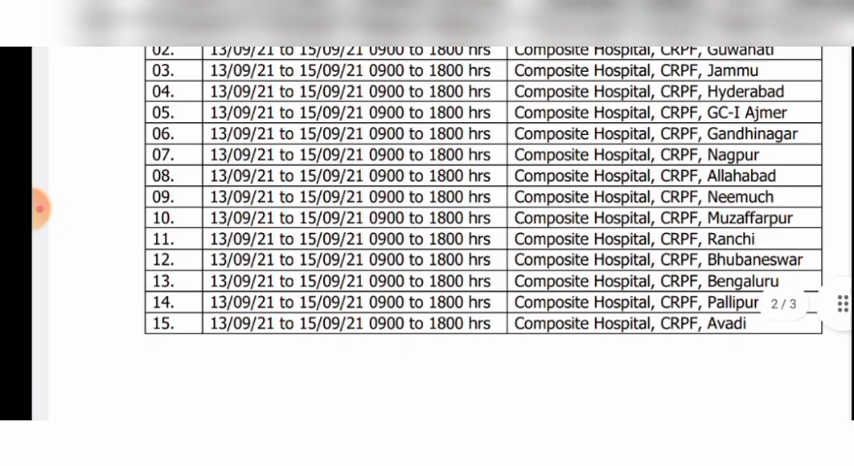 02. 13/09/21 to 15/09/21 0900 to 1800 hrs Composite Hospital, CRPF, Guwahati
03. 13/09/21 to 15/09/21 0900 to 1800 hrs Composite Hospital, CRPF, Jammu
04. 13/09/21 to 15/09/21 0900 to 1800 hrs Composite Hospital, CRPF, Hyderabad
05. 13/09/21 to 15/09/21 0900 to 1800 hrs Composite Hospital, CRPF, GC-I Ajmer
06. 13/09/21 to 15/09/21 0900 to 1800 hrs Composite Hospital, CRPF, Gandhinagar
07. 13/09/21 to 15/09/21 0900 to 1800 hrs Composite Hospital, CRPF, Nagpur
08. 13/09/21 to 15/09/21 0900 to 1800 hrs Composite Hospital, CRPF, Allahabad
09. 13/09/21 to 15/09/21 0900 to 1800 hrs Composite Hospital, CRPF, Neemuch
10. 13/09/21 to 15/09/21 0900 to 1800 hrs Composite Hospital, CRPF, Muzaffarpur
11. 13/09/21 to 15/09/21 0900 to 1800 hrs Composite Hospital, CRPF, Ranchi
12. 13/09/21 to 15/09/21 0900 to 1800 hrs Composite Hospital, CRPF, Bhubaneswar
13. 13/09/21 to 15/09/21 0900 to 1800 hrs Composite Hospital, CRPF, Bengaluru
14. 13/09/21 to 15/09/21 0900 to 1800 hrs Composite Hospital, CRPF, Pallipur 2/3
15. 13/09/21 to 15/09/21 0900 to 1800 hrs Composite Hospital, CRPF, Avadi